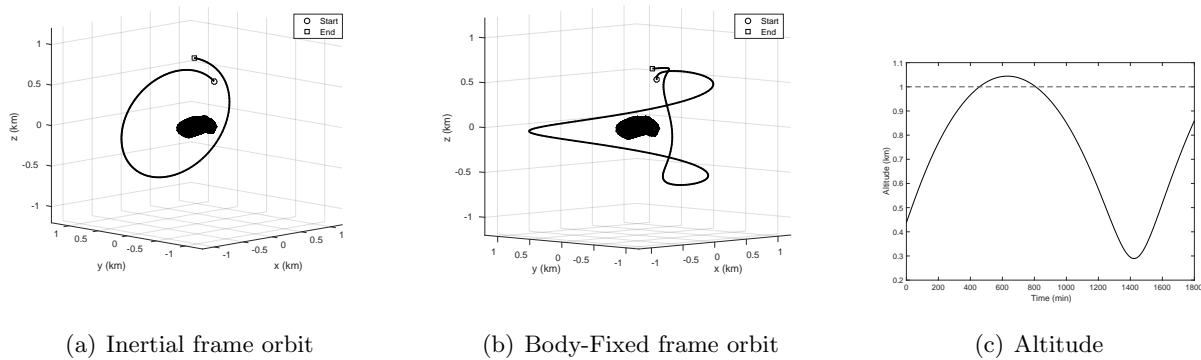 Start
End
1
0.5
0
-0.5
-1
z (km)
1
0.5
0
-0.5
-1
y (km)
-1
-0.5
0
0.5
1
x (km)
(a) Inertial frame orbit
Start
End
1
0.5
0
-0.5
-1
z (km)
1
0.5
0
-0.5
-1
y (km)
-1
-0.5
0
0.5
1
x (km)
(b) Body-Fixed frame orbit
1.1
1
0.9
0.8
0.7
0.6
0.5
0.4
0.3
0.2
Altitude (km)
0 200 400 600 800 1000 1200 1400 1600 1800
Time (min)
(c) Altitude